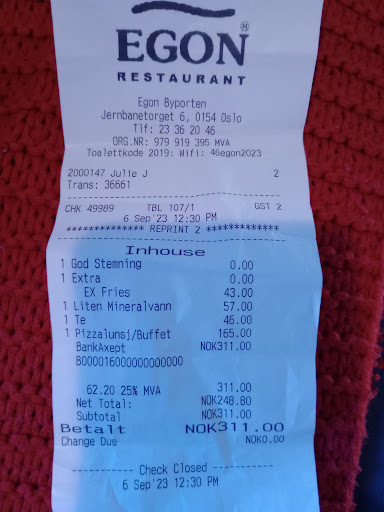 EGON®
RESTAURANT
Egon Byporten
Jernbanetorget 6, 0154 Oslo
Tlf: 23 36 20 46
ORG.NR: 979 919 395 MVA
Toalettkode 2019: Wifi: 46egon2023
2000147 Julie J 2
Trans: 36661
CHK 49989 TBL 107/1 GST 2
6 Sep'23 12:30 PM
************** REPRINT 2 *************
Inhouse
1 God Stemning 0.00
1 Extra 0.00
EX Fries 43.00
1 Liten Mineralvann 57.00
1 Te 46.00
1 Pizzalunsj/Buffet 165.00
BankAxept NOK311.00
B000016000000000000
62.20 25% MVA 311.00
Net Total: NOK248.80
Subtotal NOK311.00
Betalt NOK311.00
Change Due NOK0.00
------------ Check Closed ------------
6 Sep'23 12:30 PM